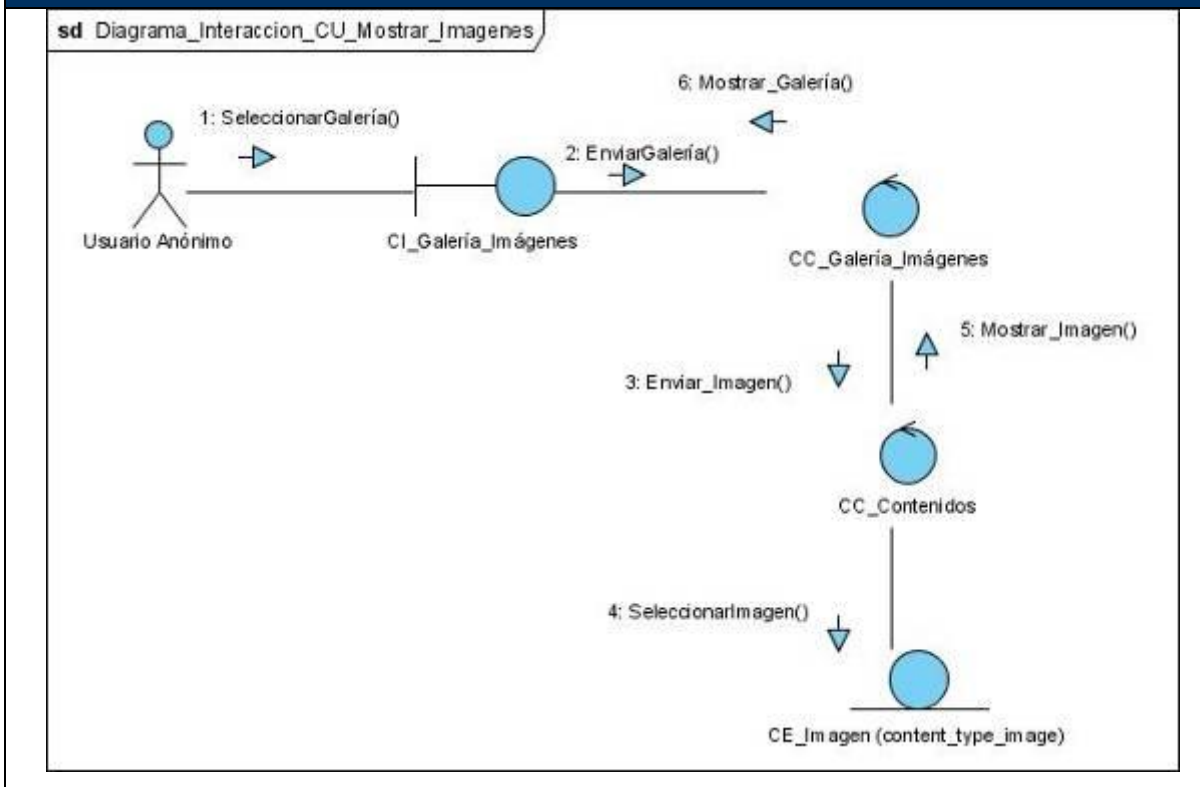 sd Diagrama_Interaccion_CU_Mostrar_Imagenes
6: Mostrar_Galería()
1: SeleccionarGalería()
2: EnviarGalería()
Usuario Anónimo
CI_Galería_Imágenes
CC_Galería_Imágenes
5: Mostrar_Imagen()
3: Enviar_Imagen()
CC_Contenidos
4: SeleccionarImagen()
CE_Imagen (content_type_image)